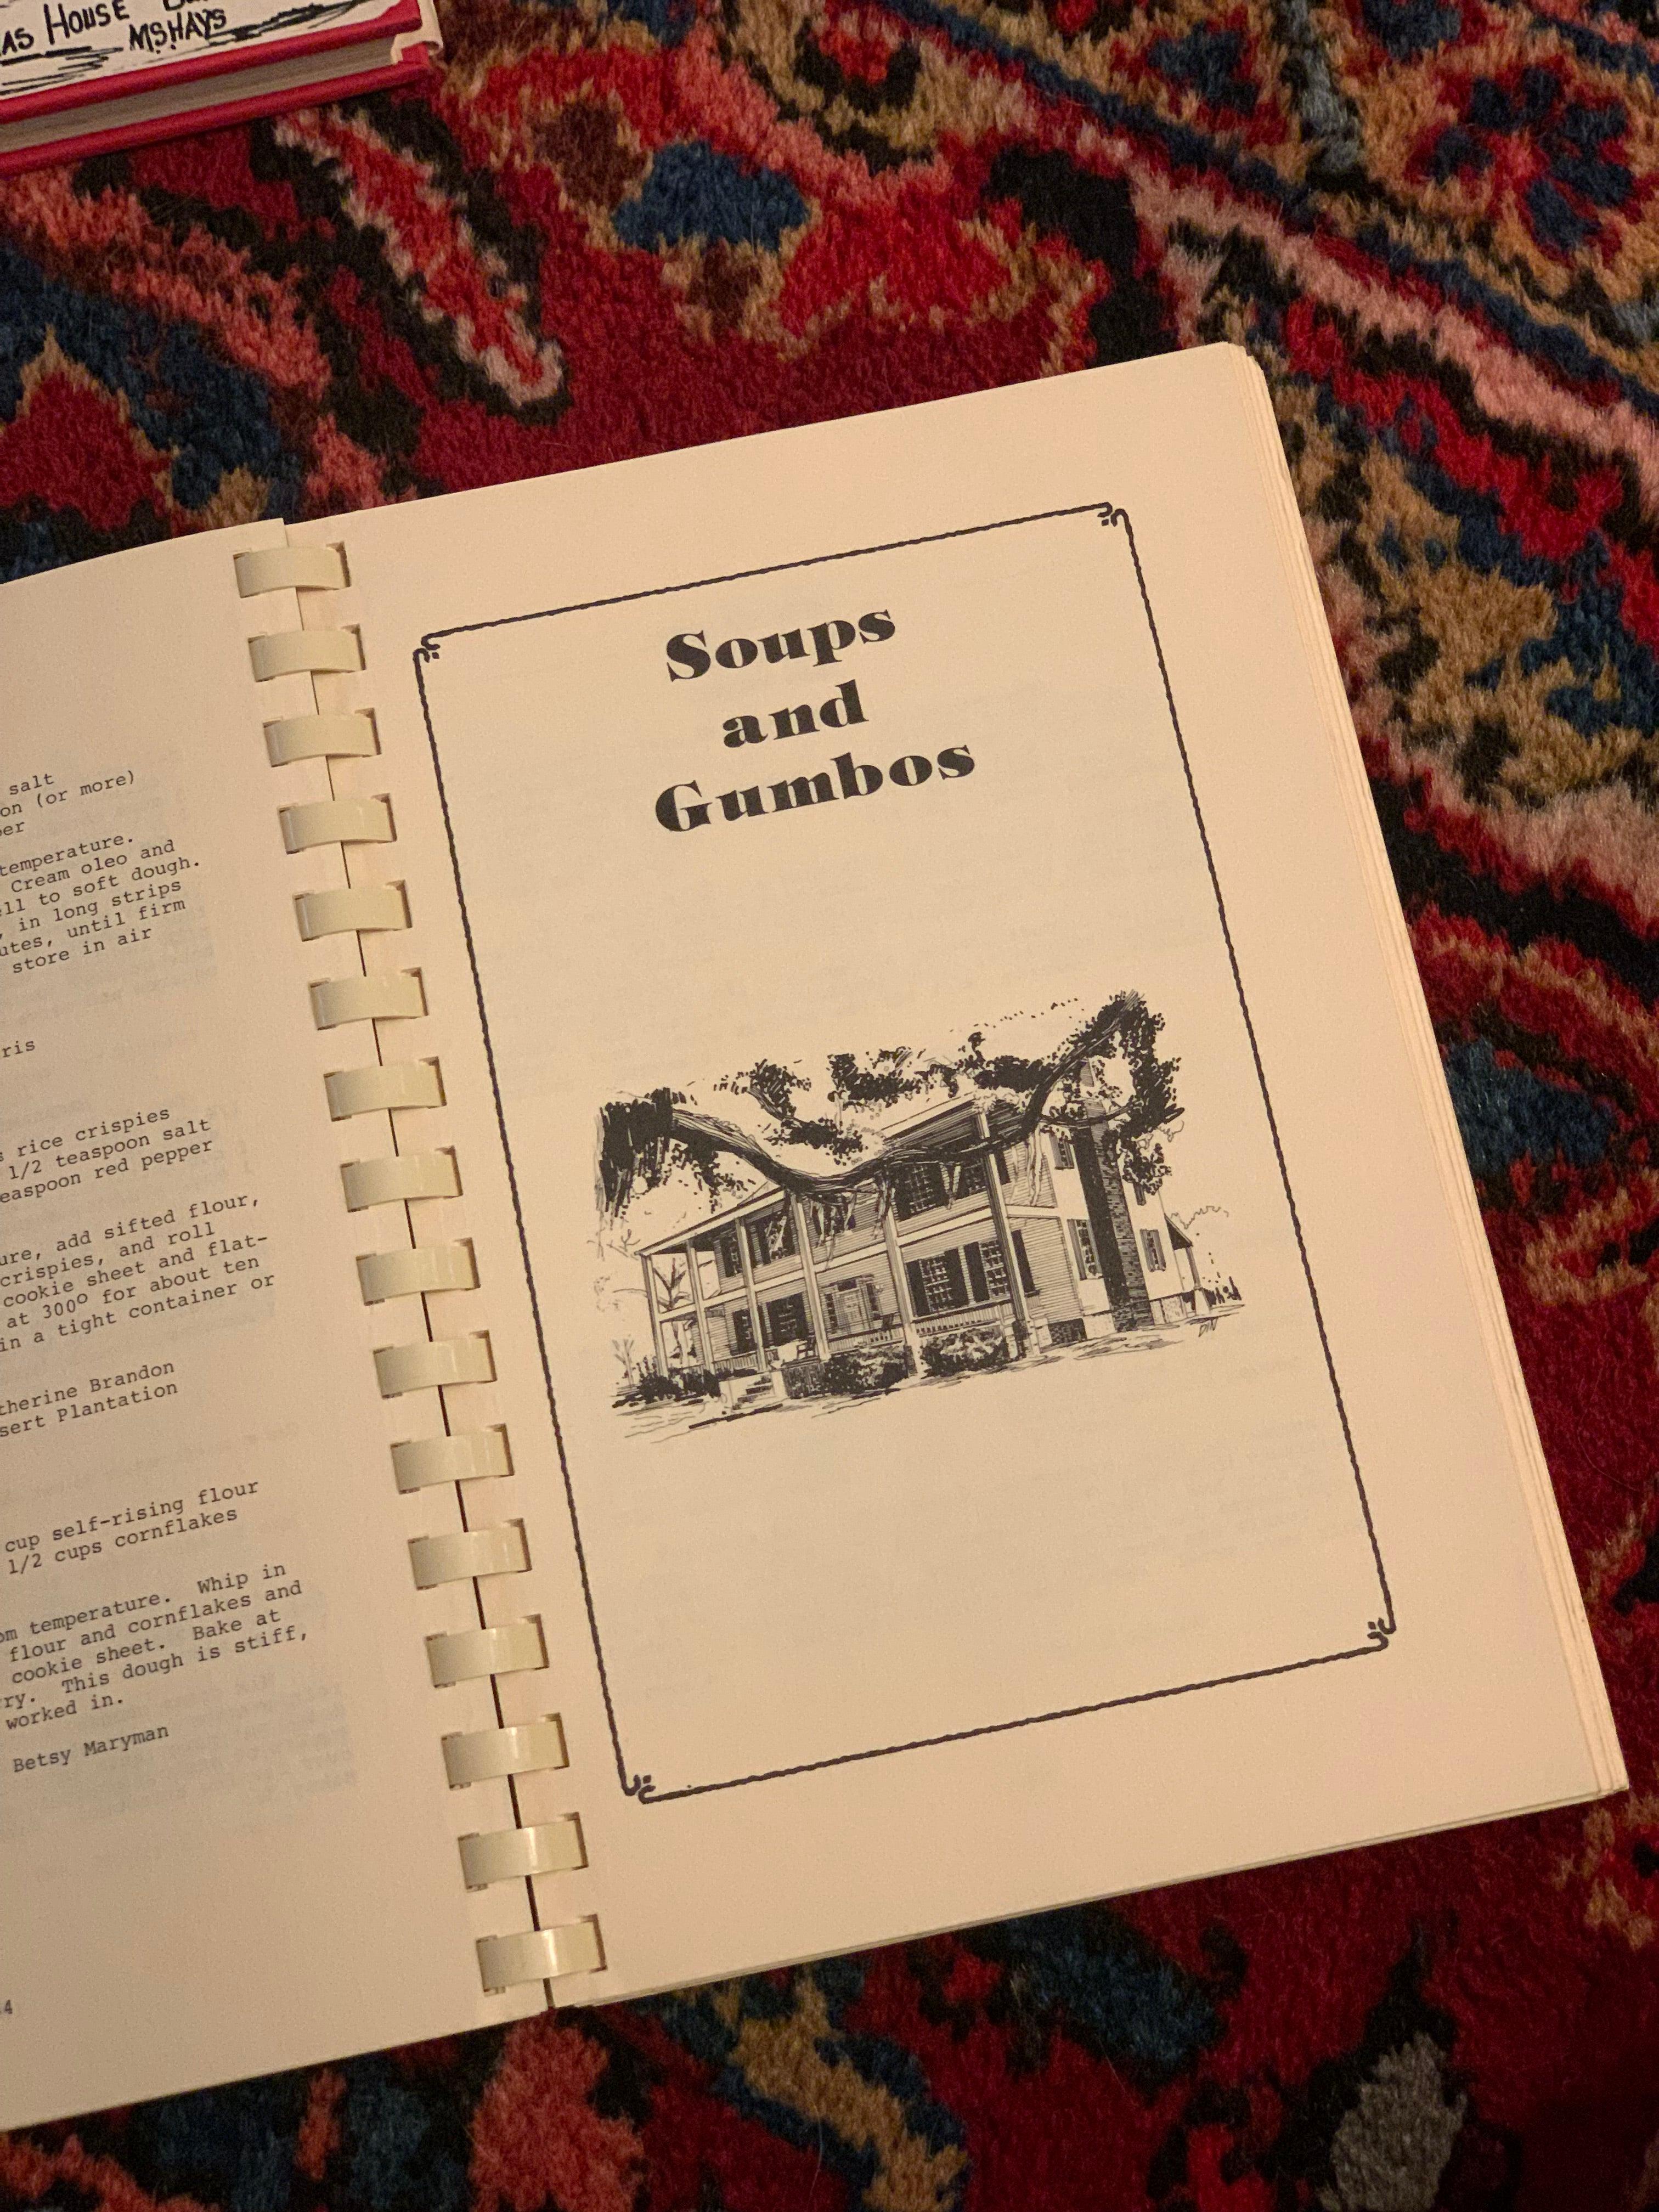 AS HOUSE
MSHAYS
salt
on (or more)
per
temperature.
Cream oleo and
ll to soft dough.
, in long strips
utes, until firm
store in air
ris
s rice crispies
1/2 teaspoon salt
easpoon red pepper
ure, add sifted flour,
crispies, and roll
cookie sheet and flat-
at 300° for about ten
in a tight container or
therine Brandon
sert Plantation
cup self-rising flour
1/2 cups cornflakes
om temperature. Whip in
flour and cornflakes and
cookie sheet. Bake at
ry. This dough is stiff,
worked in.
Betsy Maryman
4
Soups
and
Gumbos